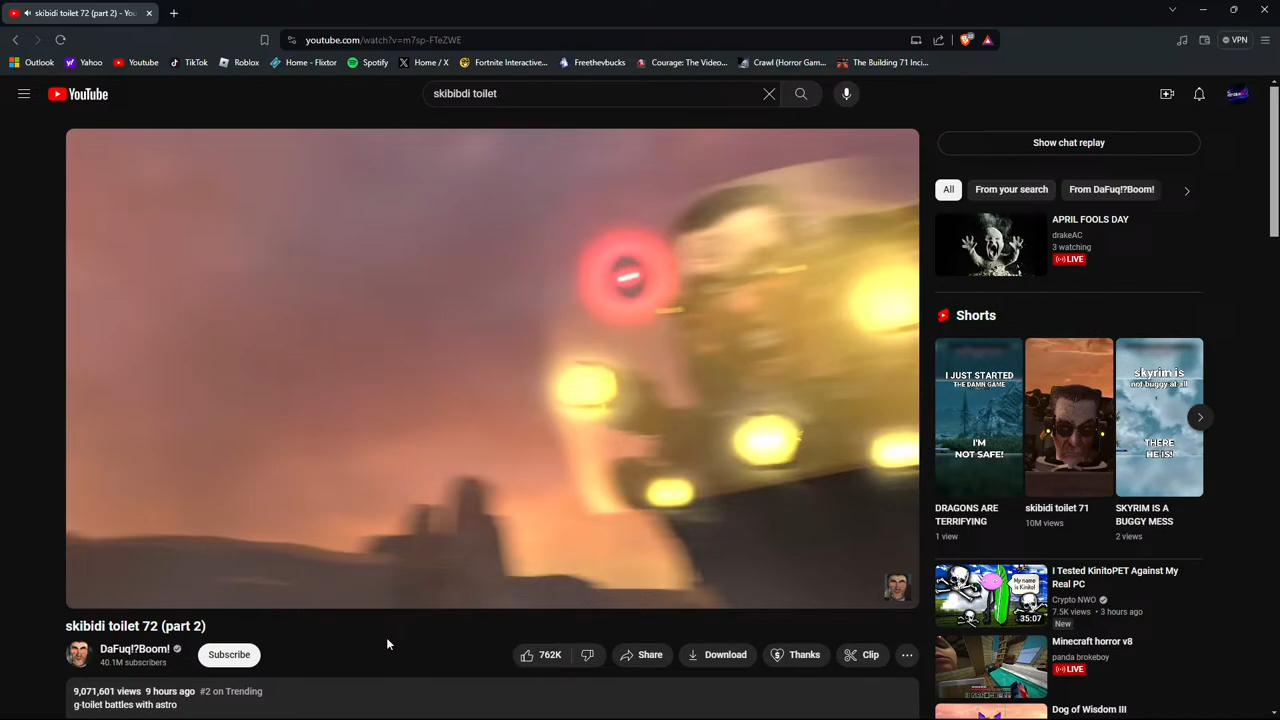 skibidi toilet 72 (part 2) - You
youtube.com/watch?v=m7sp-FTeZWE
22
VPN
Outlook
Yahoo
Youtube
TikTok
Roblox
Home - Flixtor
Spotify
Home / X
Fortnite Interactive...
Freethevbucks
Courage: The Video...
Crawl (Horror Gam...
The Building 71 Inci...
YouTube
skibibdi toilet
Show chat replay
All
From your search
From DaFuq!?Boom!
APRIL FOOLS DAY
drakeAC
3 watching
LIVE
Shorts
I JUST STARTED
THE DAMN GAME
I'M
NOT SAFE!
skyrim is
not buggy at all
THERE
HE IS!
DRAGONS ARE
TERRIFYING
1 view
skibidi toilet 71
10M views
SKYRIM IS A
BUGGY MESS
2 views
My name
is Kinito!
35:07
I Tested KinitoPET Against My
Real PC
Crypto NWO
7.5K views • 3 hours ago
New
Minecraft horror v8
panda brokeboy
LIVE
Dog of Wisdom III
skibidi toilet 72 (part 2)
DaFuq!?Boom!
40.1M subscribers
Subscribe
762K
Share
Download
Thanks
Clip
9,071,601 views 9 hours ago #2 on Trending
g-toilet battles with astro